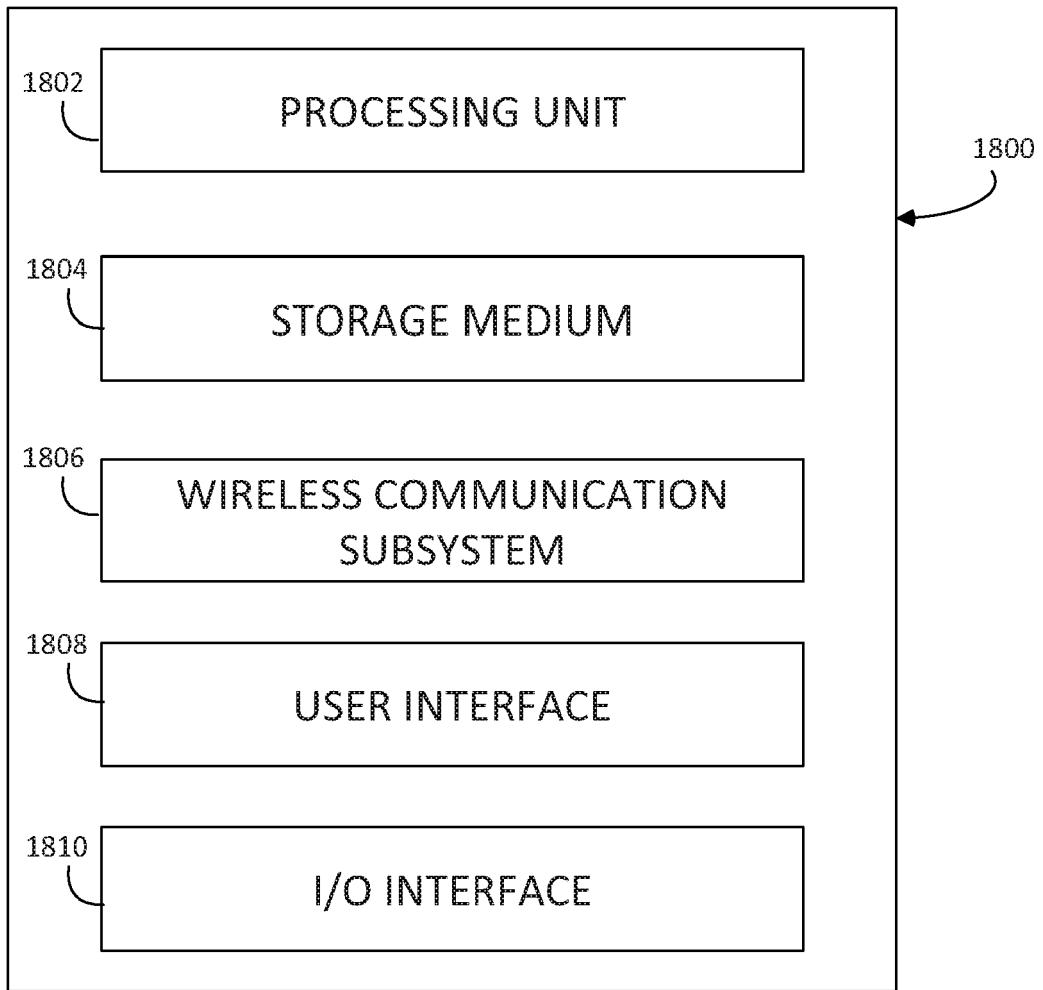 1802
PROCESSING UNIT
1800
1804
STORAGE MEDIUM
1806
WIRELESS COMMUNICATION
SUBSYSTEM
1808
USER INTERFACE
1810
I/O INTERFACE